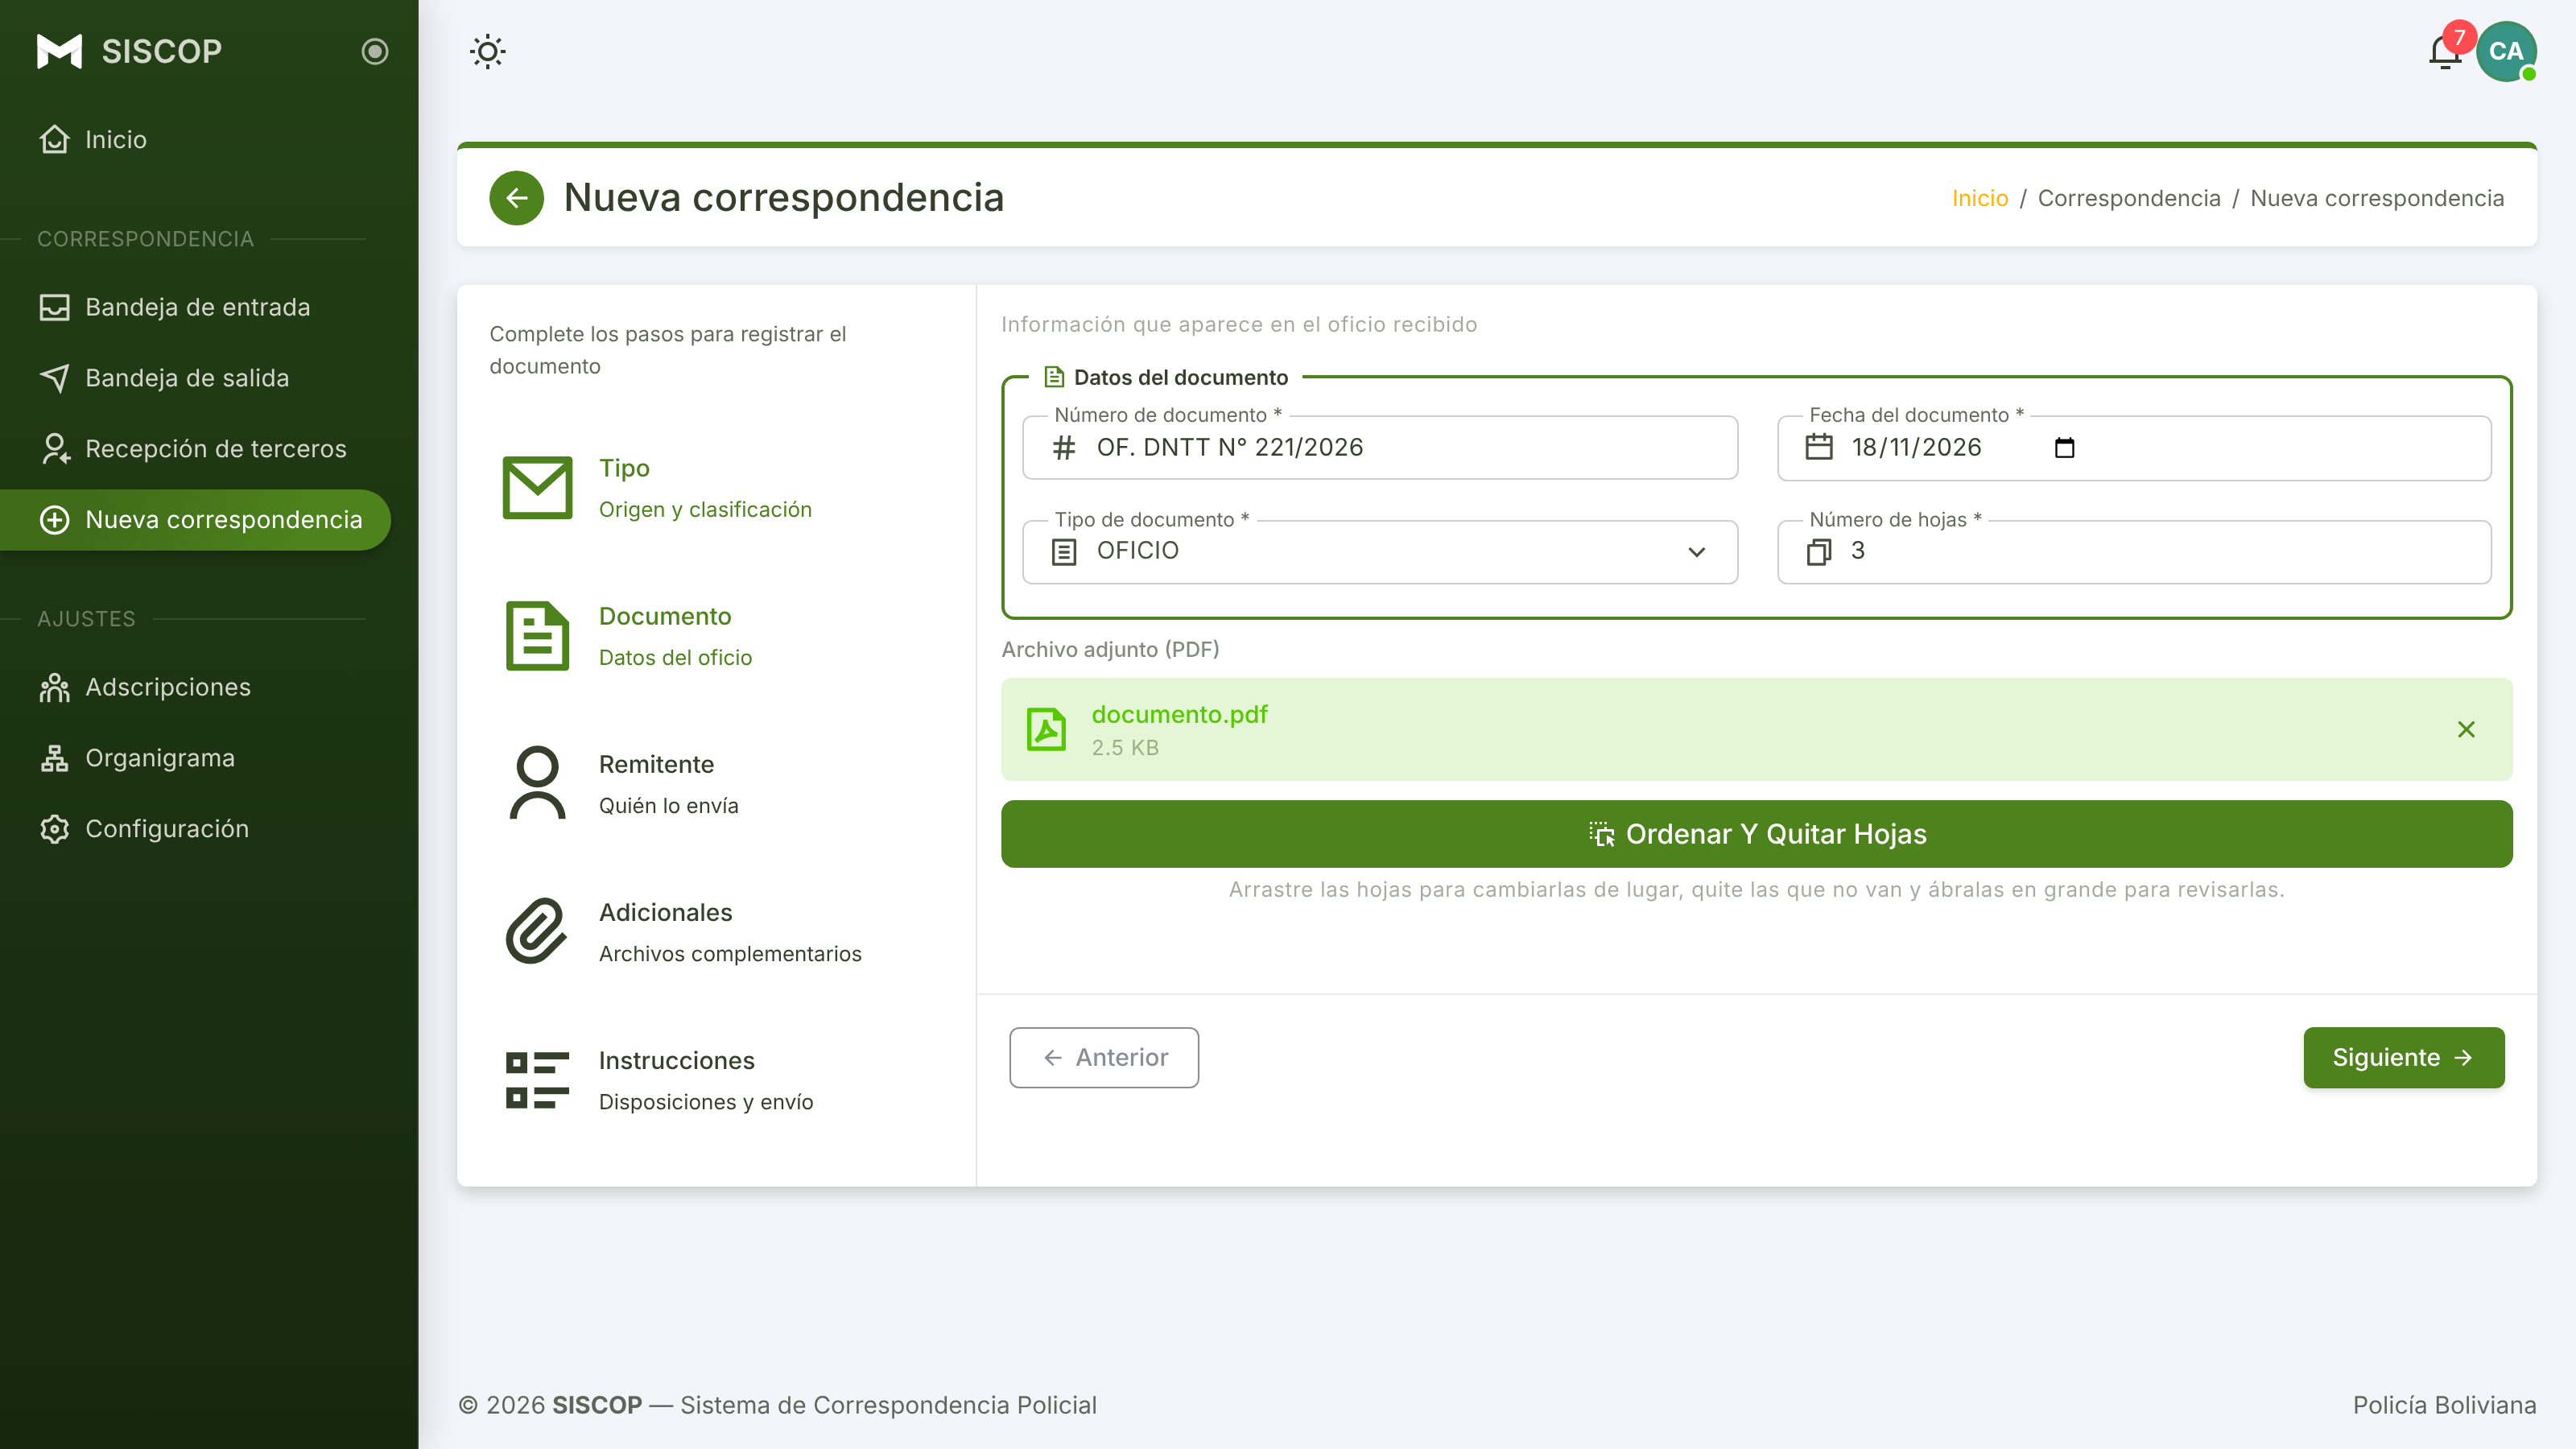 SISCOP
Inicio
CORRESPONDENCIA
Bandeja de entrada
Bandeja de salida
Recepción de terceros
Nueva correspondencia
AJUSTES
Adscripciones
Organigrama
Configuración
7
CA
Nueva correspondencia
Inicio / Correspondencia / Nueva correspondencia
Complete los pasos para registrar el
documento
Tipo
Origen y clasificación
Documento
Datos del oficio
Remitente
Quién lo envía
Adicionales
Archivos complementarios
Instrucciones
Disposiciones y envío
Información que aparece en el oficio recibido
Datos del documento
Número de documento *
OF. DNTT N° 221/2026
Fecha del documento *
18/11/2026
Tipo de documento *
OFICIO
Número de hojas *
3
Archivo adjunto (PDF)
documento.pdf
2.5 KB
Ordenar Y Quitar Hojas
Arrastre las hojas para cambiarlas de lugar, quite las que no van y ábralas en grande para revisarlas.
Anterior
Siguiente
© 2026 SISCOP — Sistema de Correspondencia Policial
Policía Boliviana